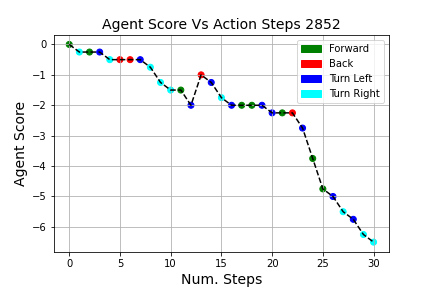 Agent Score Vs Action Steps 2852
Forward
Back
Turn Left
Turn Right
Agent Score
0
−1
−2
−3
−4
−5
−6
0 5 10 15 20 25 30
Num. Steps